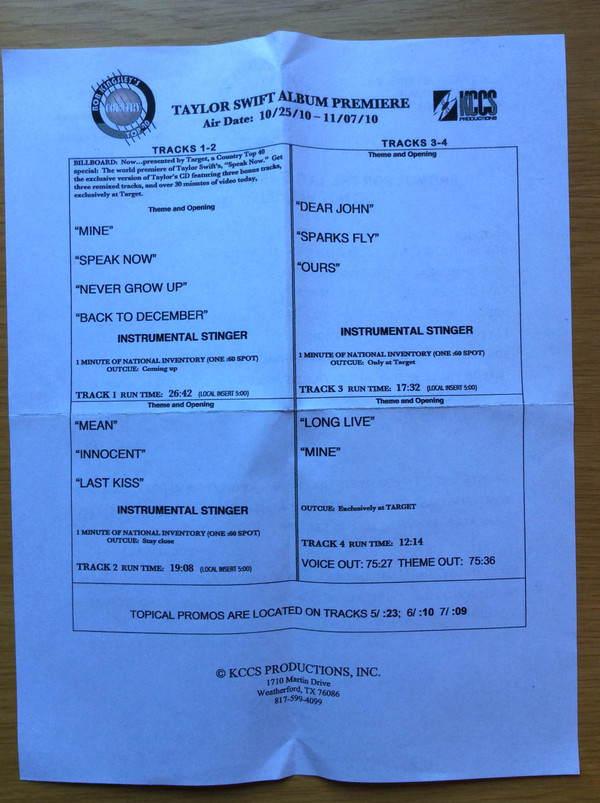 BOB KINGSLEY'S
COUNTRY
TOP 40
TAYLOR SWIFT ALBUM PREMIERE
Air Date: 10/25/10 – 11/07/10
KCCS
PRODUCTIONS
TRACKS 1-2
BILLBOARD: Now...presented by Target, a Country Top 40
special: The world premiere of Taylor Swift's, "Speak Now." Get
the exclusive version of Taylor's CD featuring three bonus tracks,
three remixed tracks, and over 30 minutes of video today,
exclusively at Target.
Theme and Opening
"MINE"
"SPEAK NOW"
"NEVER GROW UP"
"BACK TO DECEMBER"
INSTRUMENTAL STINGER
1 MINUTE OF NATIONAL INVENTORY (ONE :60 SPOT)
OUTCUE: Coming up
TRACK 1 RUN TIME: 26:42 (LOCAL INSERT 5:00)
Theme and Opening
"MEAN"
"INNOCENT"
"LAST KISS"
INSTRUMENTAL STINGER
1 MINUTE OF NATIONAL INVENTORY (ONE :60 SPOT)
OUTCUE: Stay close
TRACK 2 RUN TIME: 19:08 (LOCAL INSERT 5:00)
TRACKS 3-4
Theme and Opening
"DEAR JOHN"
"SPARKS FLY"
"OURS"
INSTRUMENTAL STINGER
1 MINUTE OF NATIONAL INVENTORY (ONE :60 SPOT)
OUTCUE: Only at Target
TRACK 3 RUN TIME: 17:32 (LOCAL INSERT 5:00)
Theme and Opening
"LONG LIVE"
"MINE"
OUTCUE: Exclusively at TARGET
TRACK 4 RUN TIME: 12:14
VOICE OUT: 75:27 THEME OUT: 75:36
TOPICAL PROMOS ARE LOCATED ON TRACKS 5/ :23; 6/ :10 7/ :09
© KCCS PRODUCTIONS, INC.
1710 Martin Drive
Weatherford, TX 76086
817-599-4099